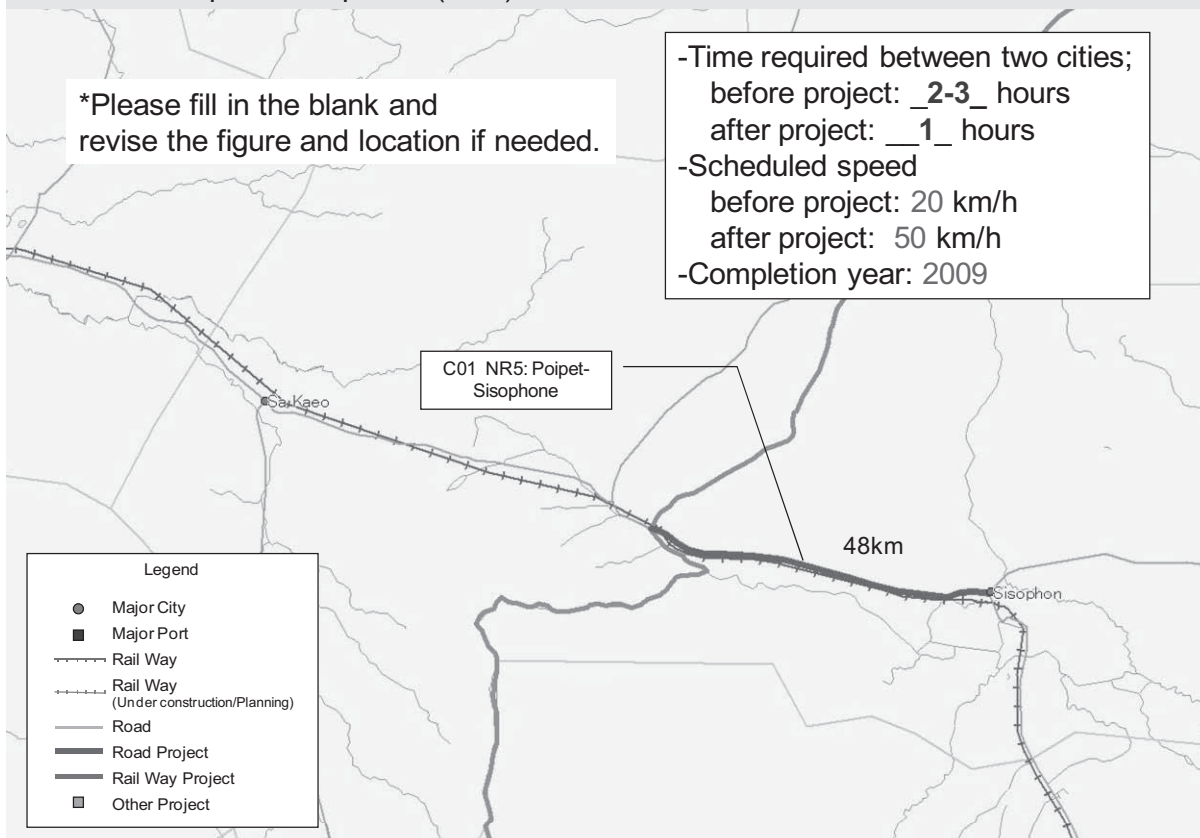 *Please fill in the blank and
revise the figure and location if needed.
-Time required between two cities;
before project: _2-3_ hours
after project: __1_ hours
-Scheduled speed
before project: 20 km/h
after project: 50 km/h
-Completion year: 2009
Sa Kaeo
C01 NR5: Poipet-
Sisophone
48km
Sisophon
Legend
Major City
Major Port
Rail Way
Rail Way
(Under construction/Planning)
Road
Road Project
Rail Way Project
Other Project